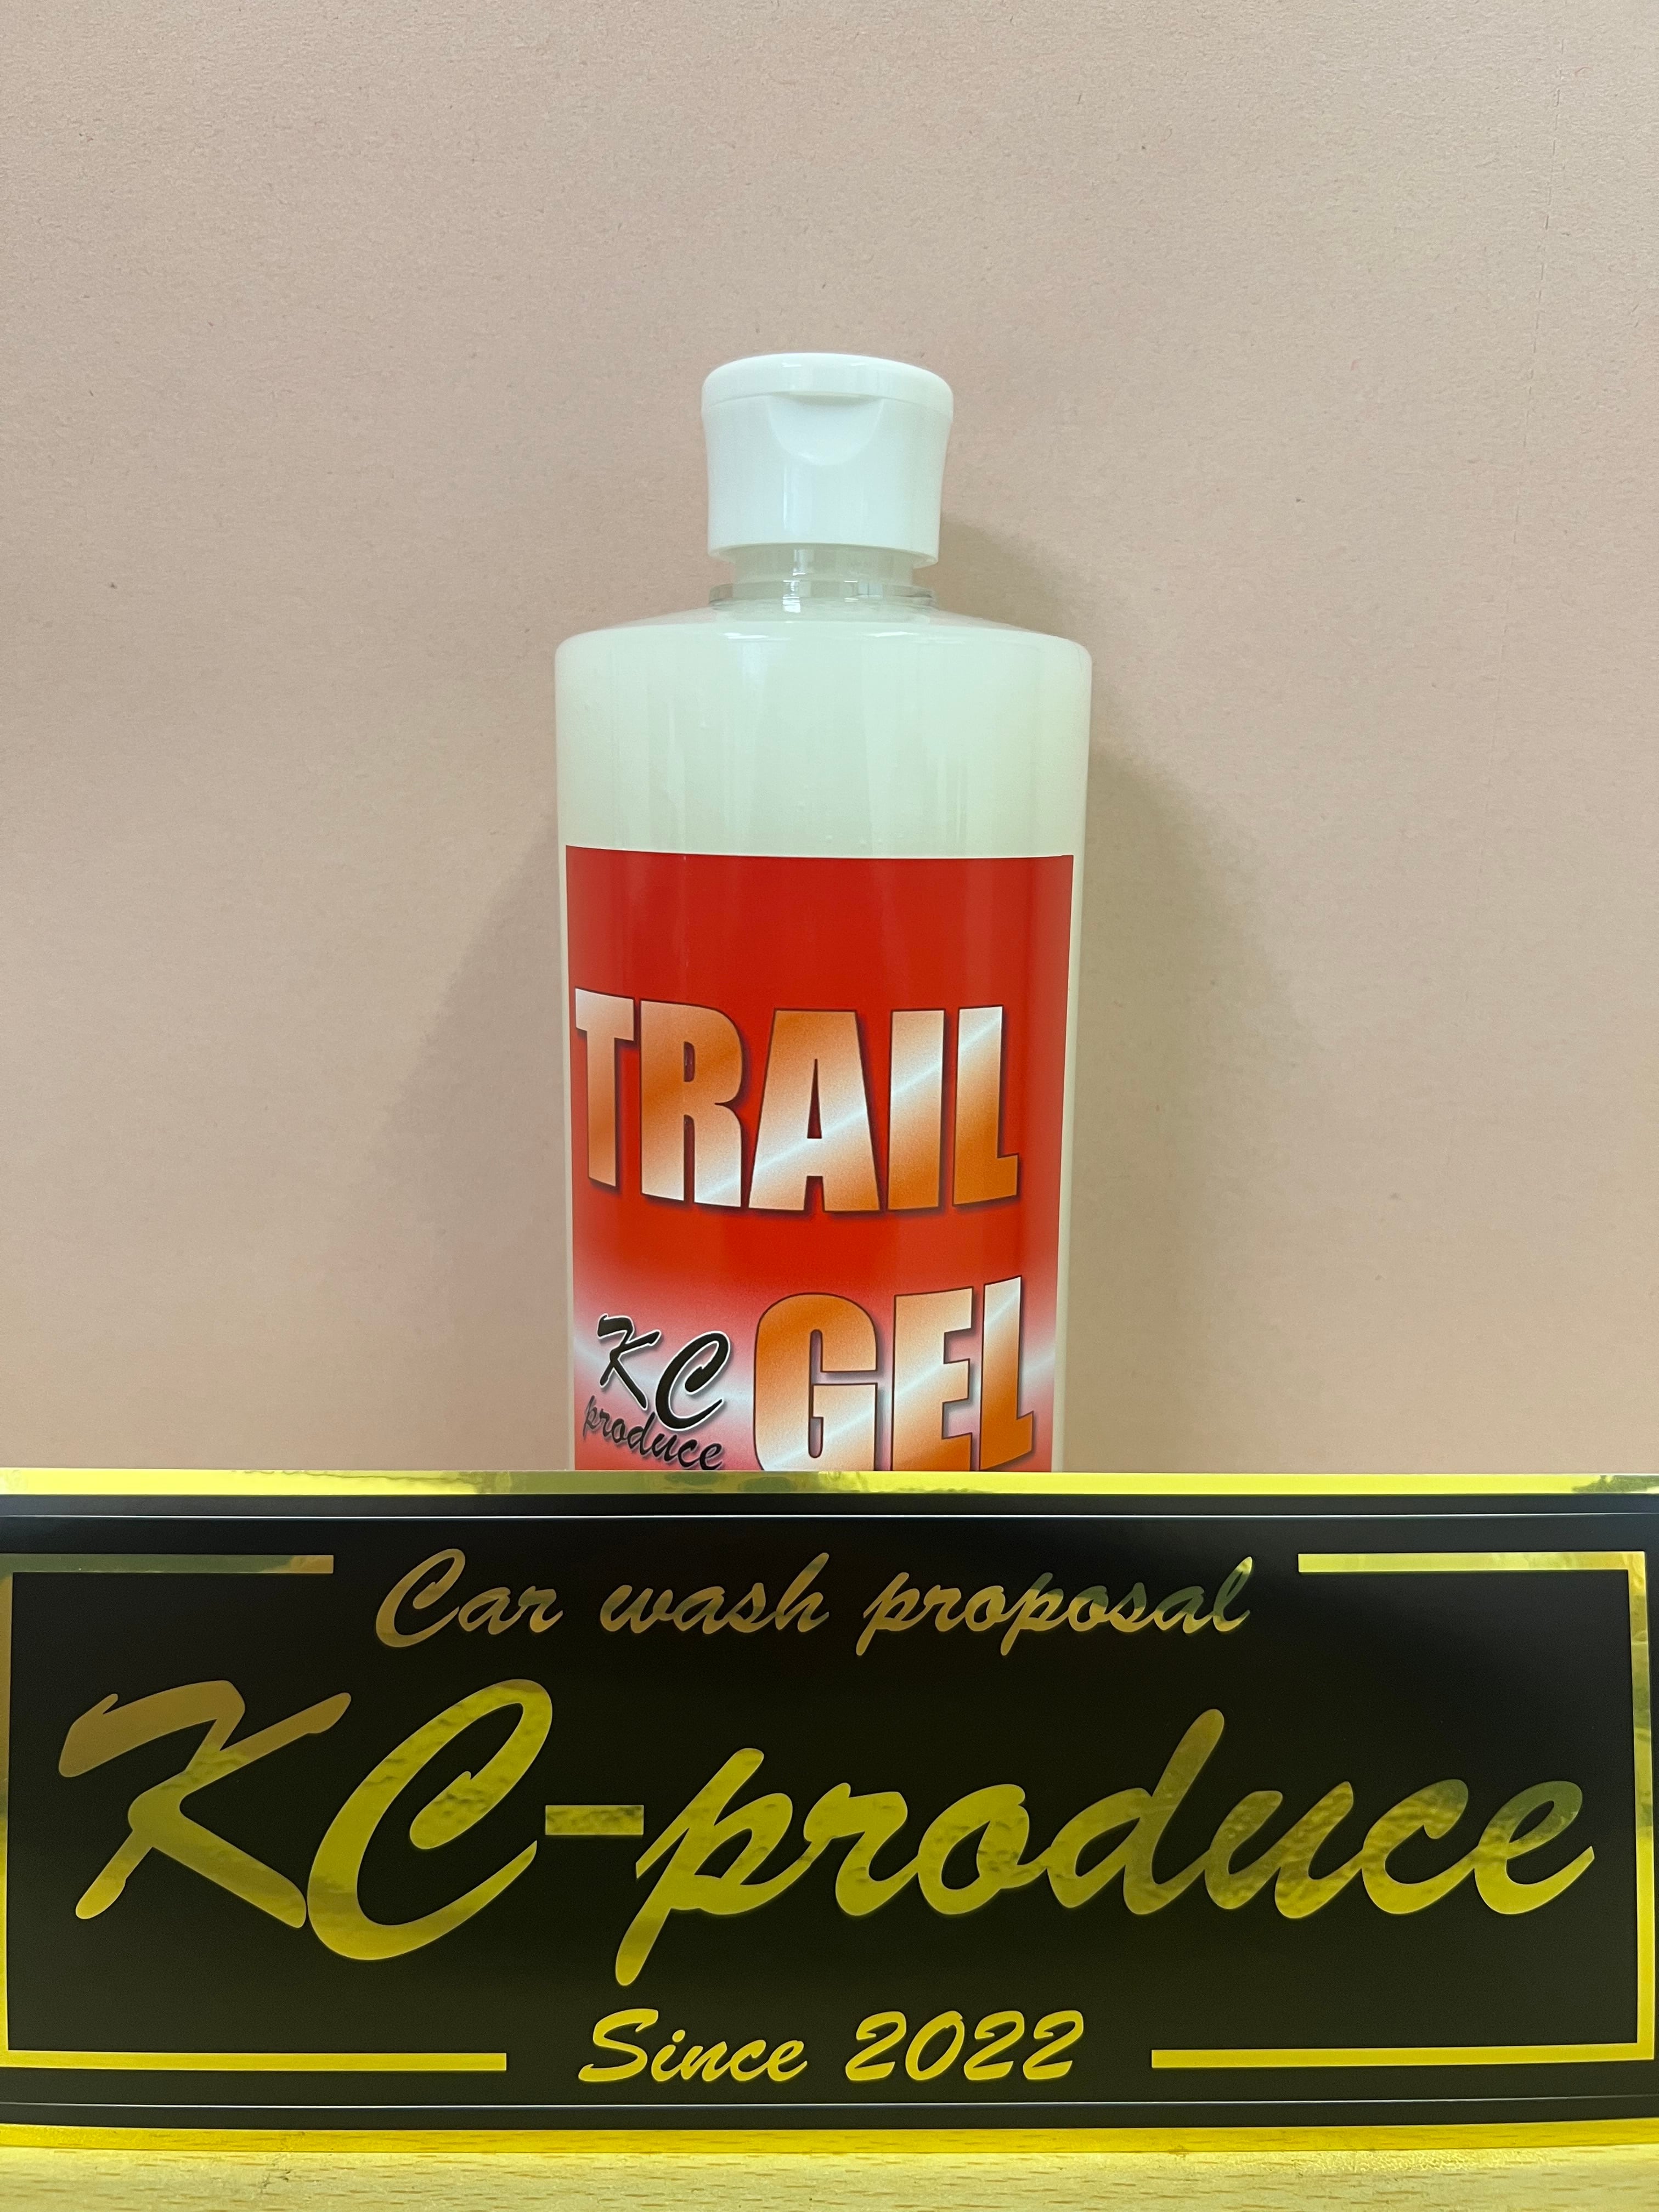 TRAIL
GEL
KC
produce
Car wash proposal
KC-produce
Since 2022